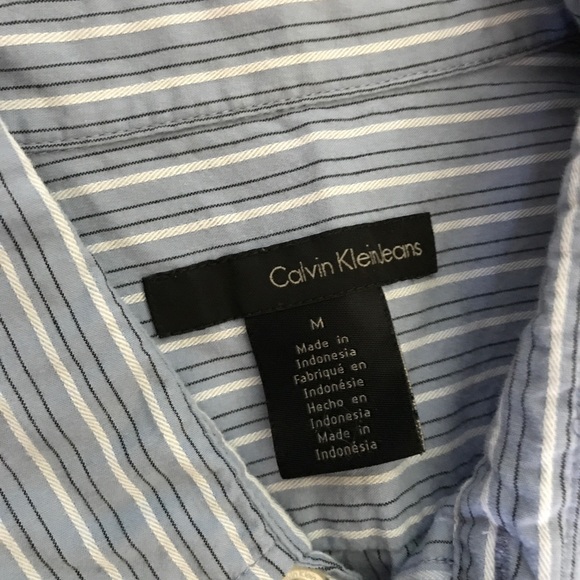 Calvin KleinJeans
M
Made in
Indonesia
Fabriqué en
Indonésie
Hecho en
Indonesia
Made in
Indonésia